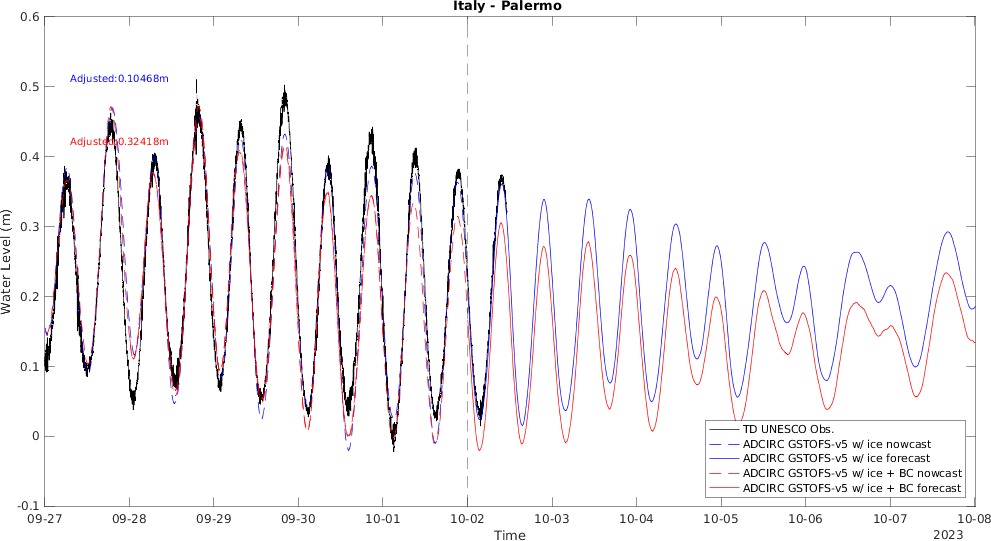 Italy - Palermo
0.6
0.5
0.4
0.3
0.2
0.1
0
-0.1
Water Level (m)
Adjusted:0.10468m
Adjusted:0.32418m
TD UNESCO Obs.
ADCIRC GSTOFS-v5 w/ ice nowcast
ADCIRC GSTOFS-v5 w/ ice forecast
ADCIRC GSTOFS-v5 w/ ice + BC nowcast
ADCIRC GSTOFS-v5 w/ ice + BC forecast
09-27 09-28 09-29 09-30 10-01 10-02 10-03 10-04 10-05 10-06 10-07 10-08
Time
2023